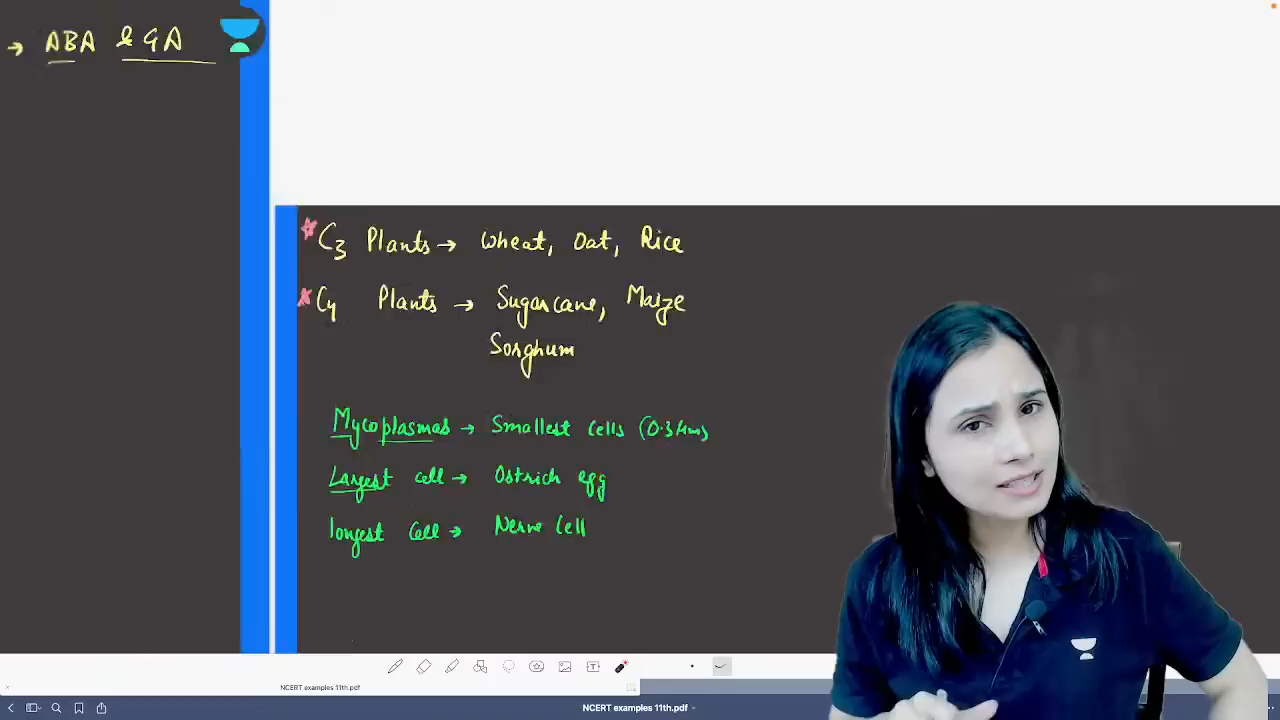 → ABA & GA
* C3 Plants → Wheat, Oat, Rice
* C4 Plants → Sugarcane, Maize
Sorghum
Mycoplasmas → Smallest cells (0.3 μm)
Largest cell → Ostrich egg
longest Cell → Nerve Cell
NCERT examples 11th.pdf
NCERT examples 11th.pdf